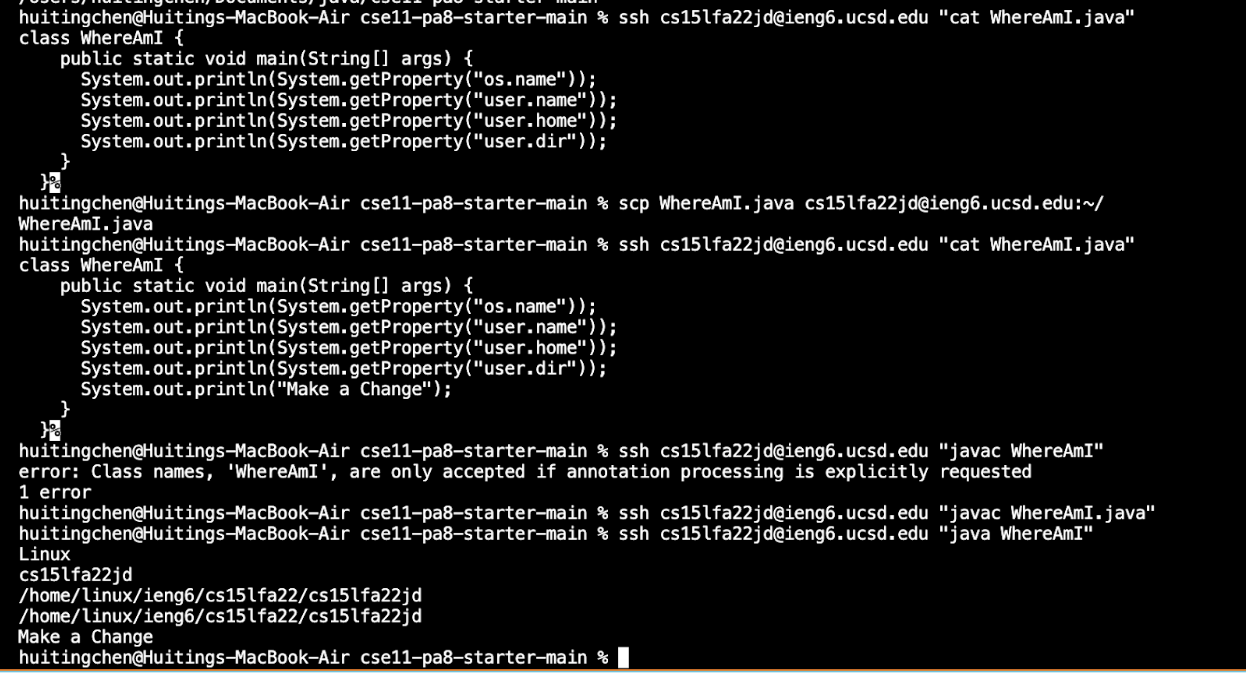 /Users/huitingchen/Documents/java/cse11-pa8-starter-main
huitingchen@Huitings-MacBook-Air cse11-pa8-starter-main % ssh cs15lfa22jd@ieng6.ucsd.edu "cat WhereAmI.java"
class WhereAmI {
    public static void main(String[] args) {
      System.out.println(System.getProperty("os.name"));
      System.out.println(System.getProperty("user.name"));
      System.out.println(System.getProperty("user.home"));
      System.out.println(System.getProperty("user.dir"));
    }
  }%
huitingchen@Huitings-MacBook-Air cse11-pa8-starter-main % scp WhereAmI.java cs15lfa22jd@ieng6.ucsd.edu:~/
WhereAmI.java
huitingchen@Huitings-MacBook-Air cse11-pa8-starter-main % ssh cs15lfa22jd@ieng6.ucsd.edu "cat WhereAmI.java"
class WhereAmI {
    public static void main(String[] args) {
      System.out.println(System.getProperty("os.name"));
      System.out.println(System.getProperty("user.name"));
      System.out.println(System.getProperty("user.home"));
      System.out.println(System.getProperty("user.dir"));
      System.out.println("Make a Change");
    }
  }%
huitingchen@Huitings-MacBook-Air cse11-pa8-starter-main % ssh cs15lfa22jd@ieng6.ucsd.edu "javac WhereAmI"
error: Class names, 'WhereAmI', are only accepted if annotation processing is explicitly requested
1 error
huitingchen@Huitings-MacBook-Air cse11-pa8-starter-main % ssh cs15lfa22jd@ieng6.ucsd.edu "javac WhereAmI.java"
huitingchen@Huitings-MacBook-Air cse11-pa8-starter-main % ssh cs15lfa22jd@ieng6.ucsd.edu "java WhereAmI"
Linux
cs15lfa22jd
/home/linux/ieng6/cs15lfa22/cs15lfa22jd
/home/linux/ieng6/cs15lfa22/cs15lfa22jd
Make a Change
huitingchen@Huitings-MacBook-Air cse11-pa8-starter-main %